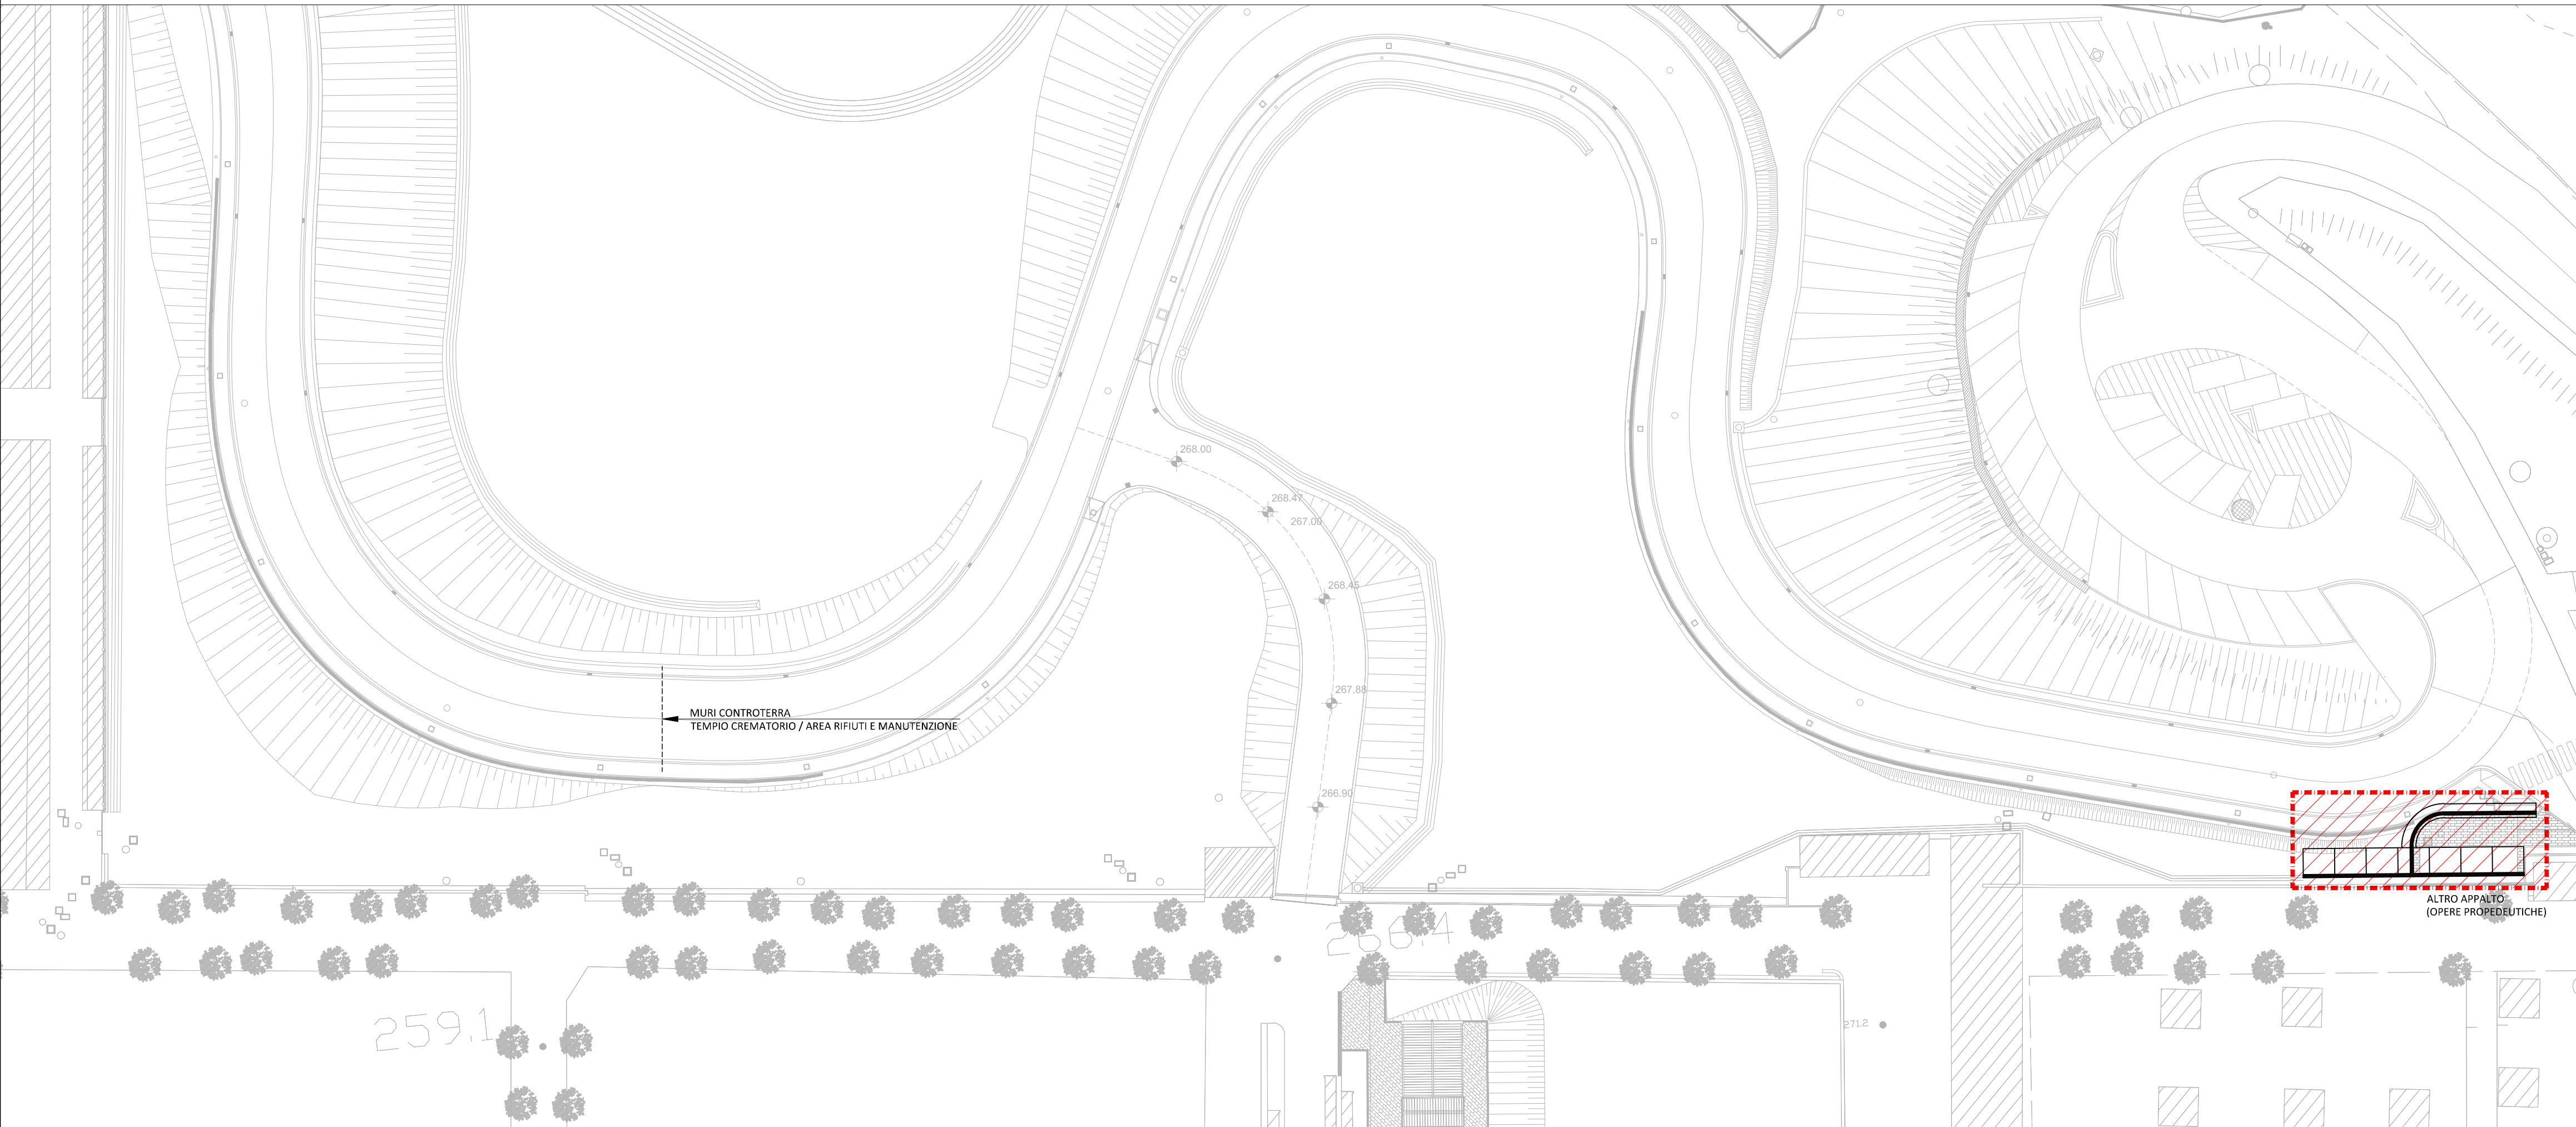 268.00
268.47
267.00
268.45
267.88
MURI CONTROTERRA
TEMPIO CREMATORIO / AREA RIFIUTI E MANUTENZIONE
266.90
ALTRO APPALTO
(OPERE PROPEDEUTICHE)
259,1
271.2